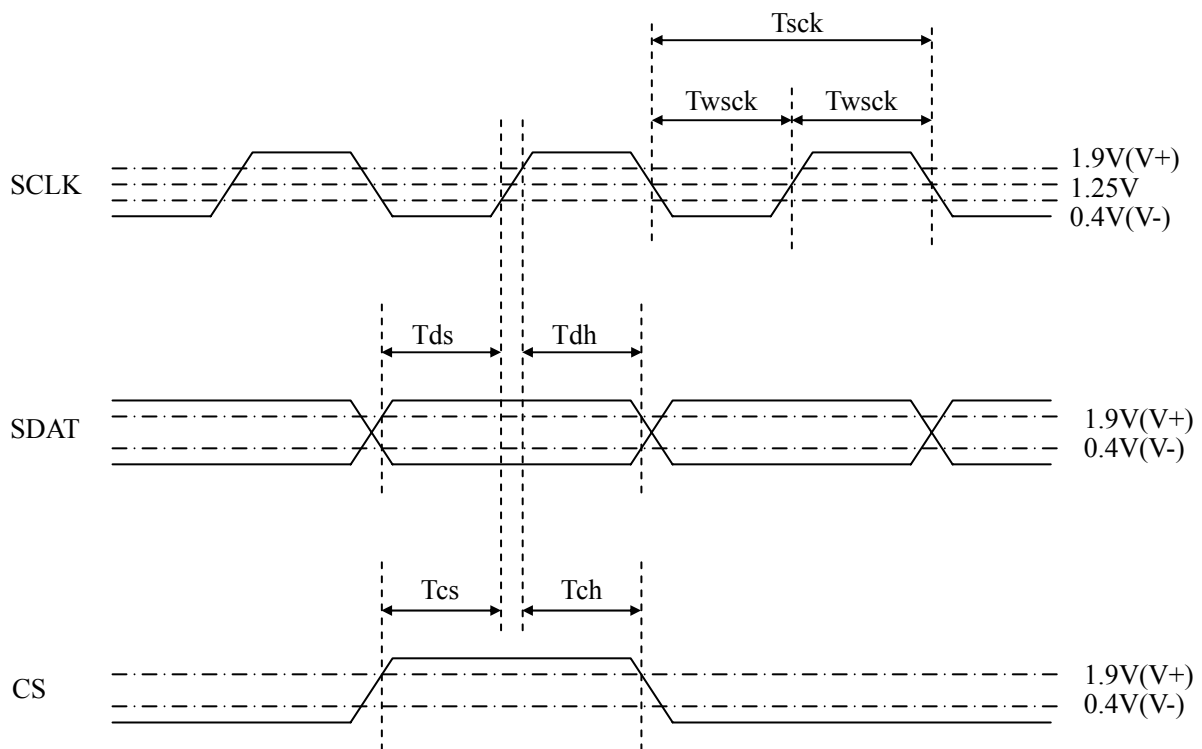 Tsck
Twsck Twsck
SCLK
1.9V(V+)
1.25V
0.4V(V-)
Tds Tdh
SDAT
1.9V(V+)
0.4V(V-)
Tcs Tch
CS
1.9V(V+)
0.4V(V-)